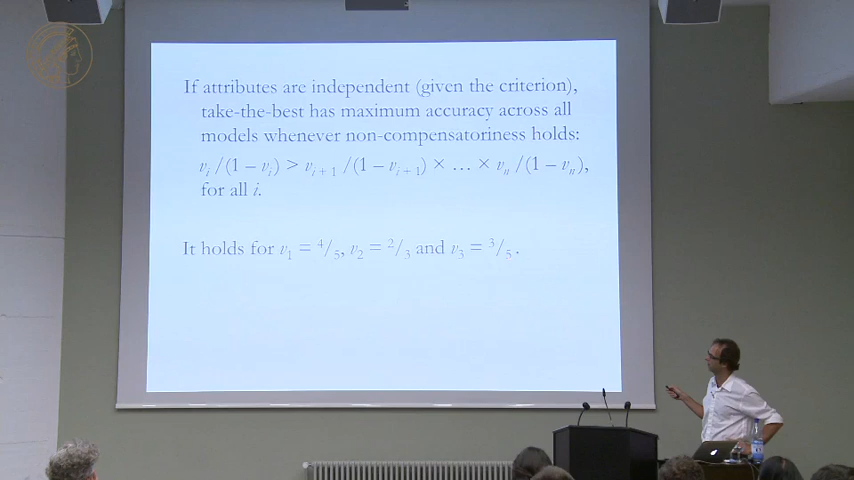 If attributes are independent (given the criterion),
take-the-best has maximum accuracy across all
models whenever non-compensatoriness holds:
vᵢ/(1 – vᵢ) > vᵢ₊₁/(1 – vᵢ₊₁) × … × vₙ/(1 – vₙ),
for all i.
It holds for v₁ = ⁴/₅, v₂ = ²/₃ and v₃ = ³/₅.